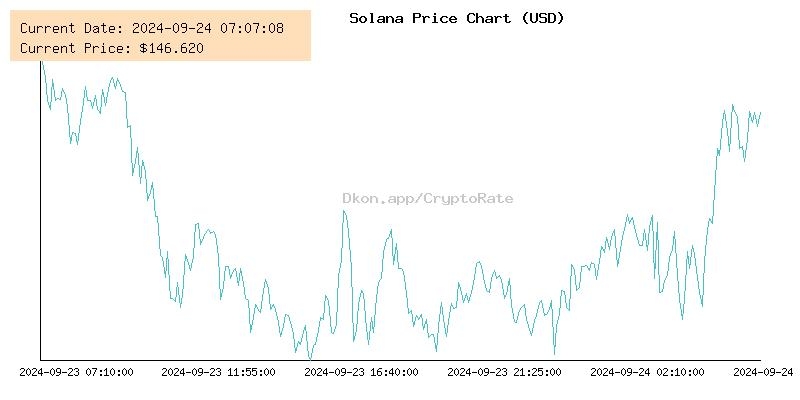 Solana Price Chart (USD)
Current Date: 2024-09-24 07:07:08
Current Price: $146.620
Dkon.app/CryptoRate
2024-09-23 07:10:00 2024-09-23 11:55:00 2024-09-23 16:40:00 2024-09-23 21:25:00 2024-09-24 02:10:00 2024-09-24